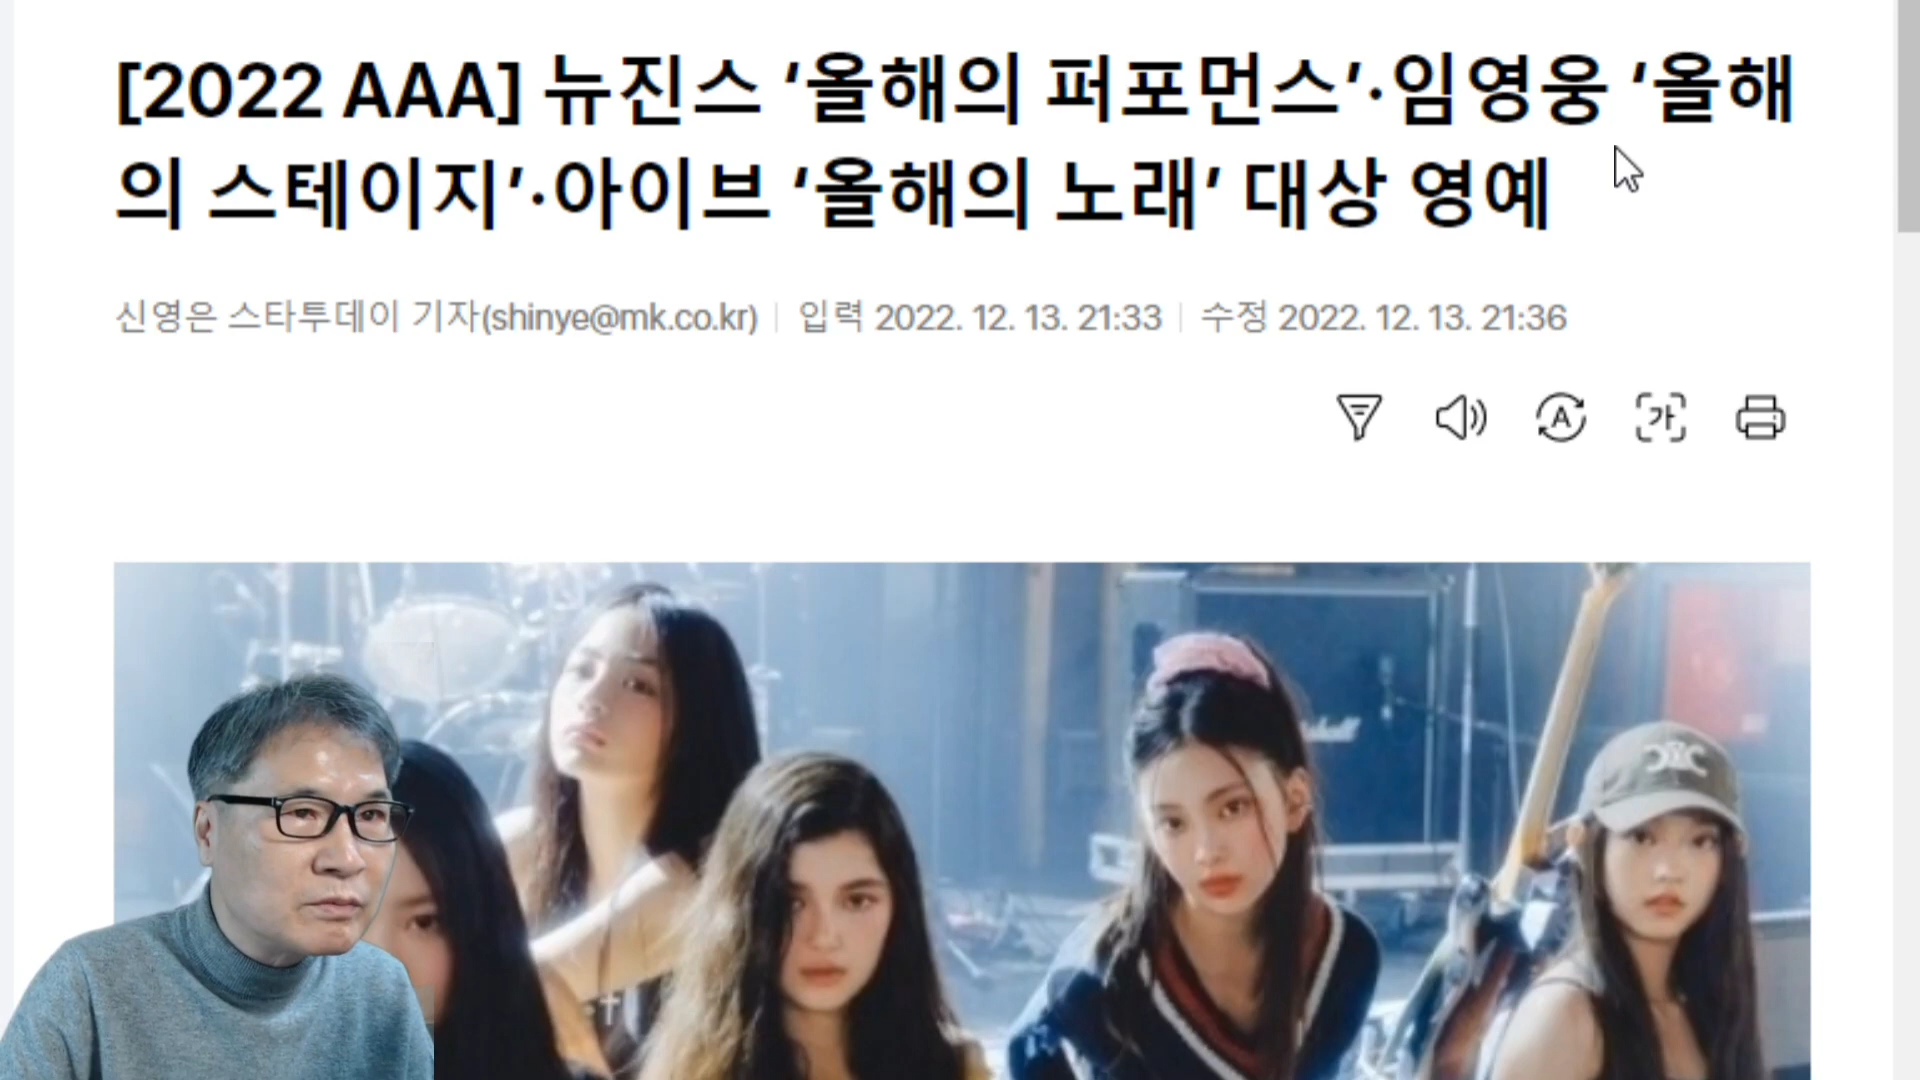 [2022 AAA] 뉴진스 ‘올해의 퍼포먼스’·임영웅 ‘올해
의 스테이지’·아이브 ‘올해의 노래’ 대상 영예
신영은 스타투데이 기자(shinye@mk.co.kr) 입력 2022. 12. 13. 21:33 수정 2022. 12. 13. 21:36
A 가